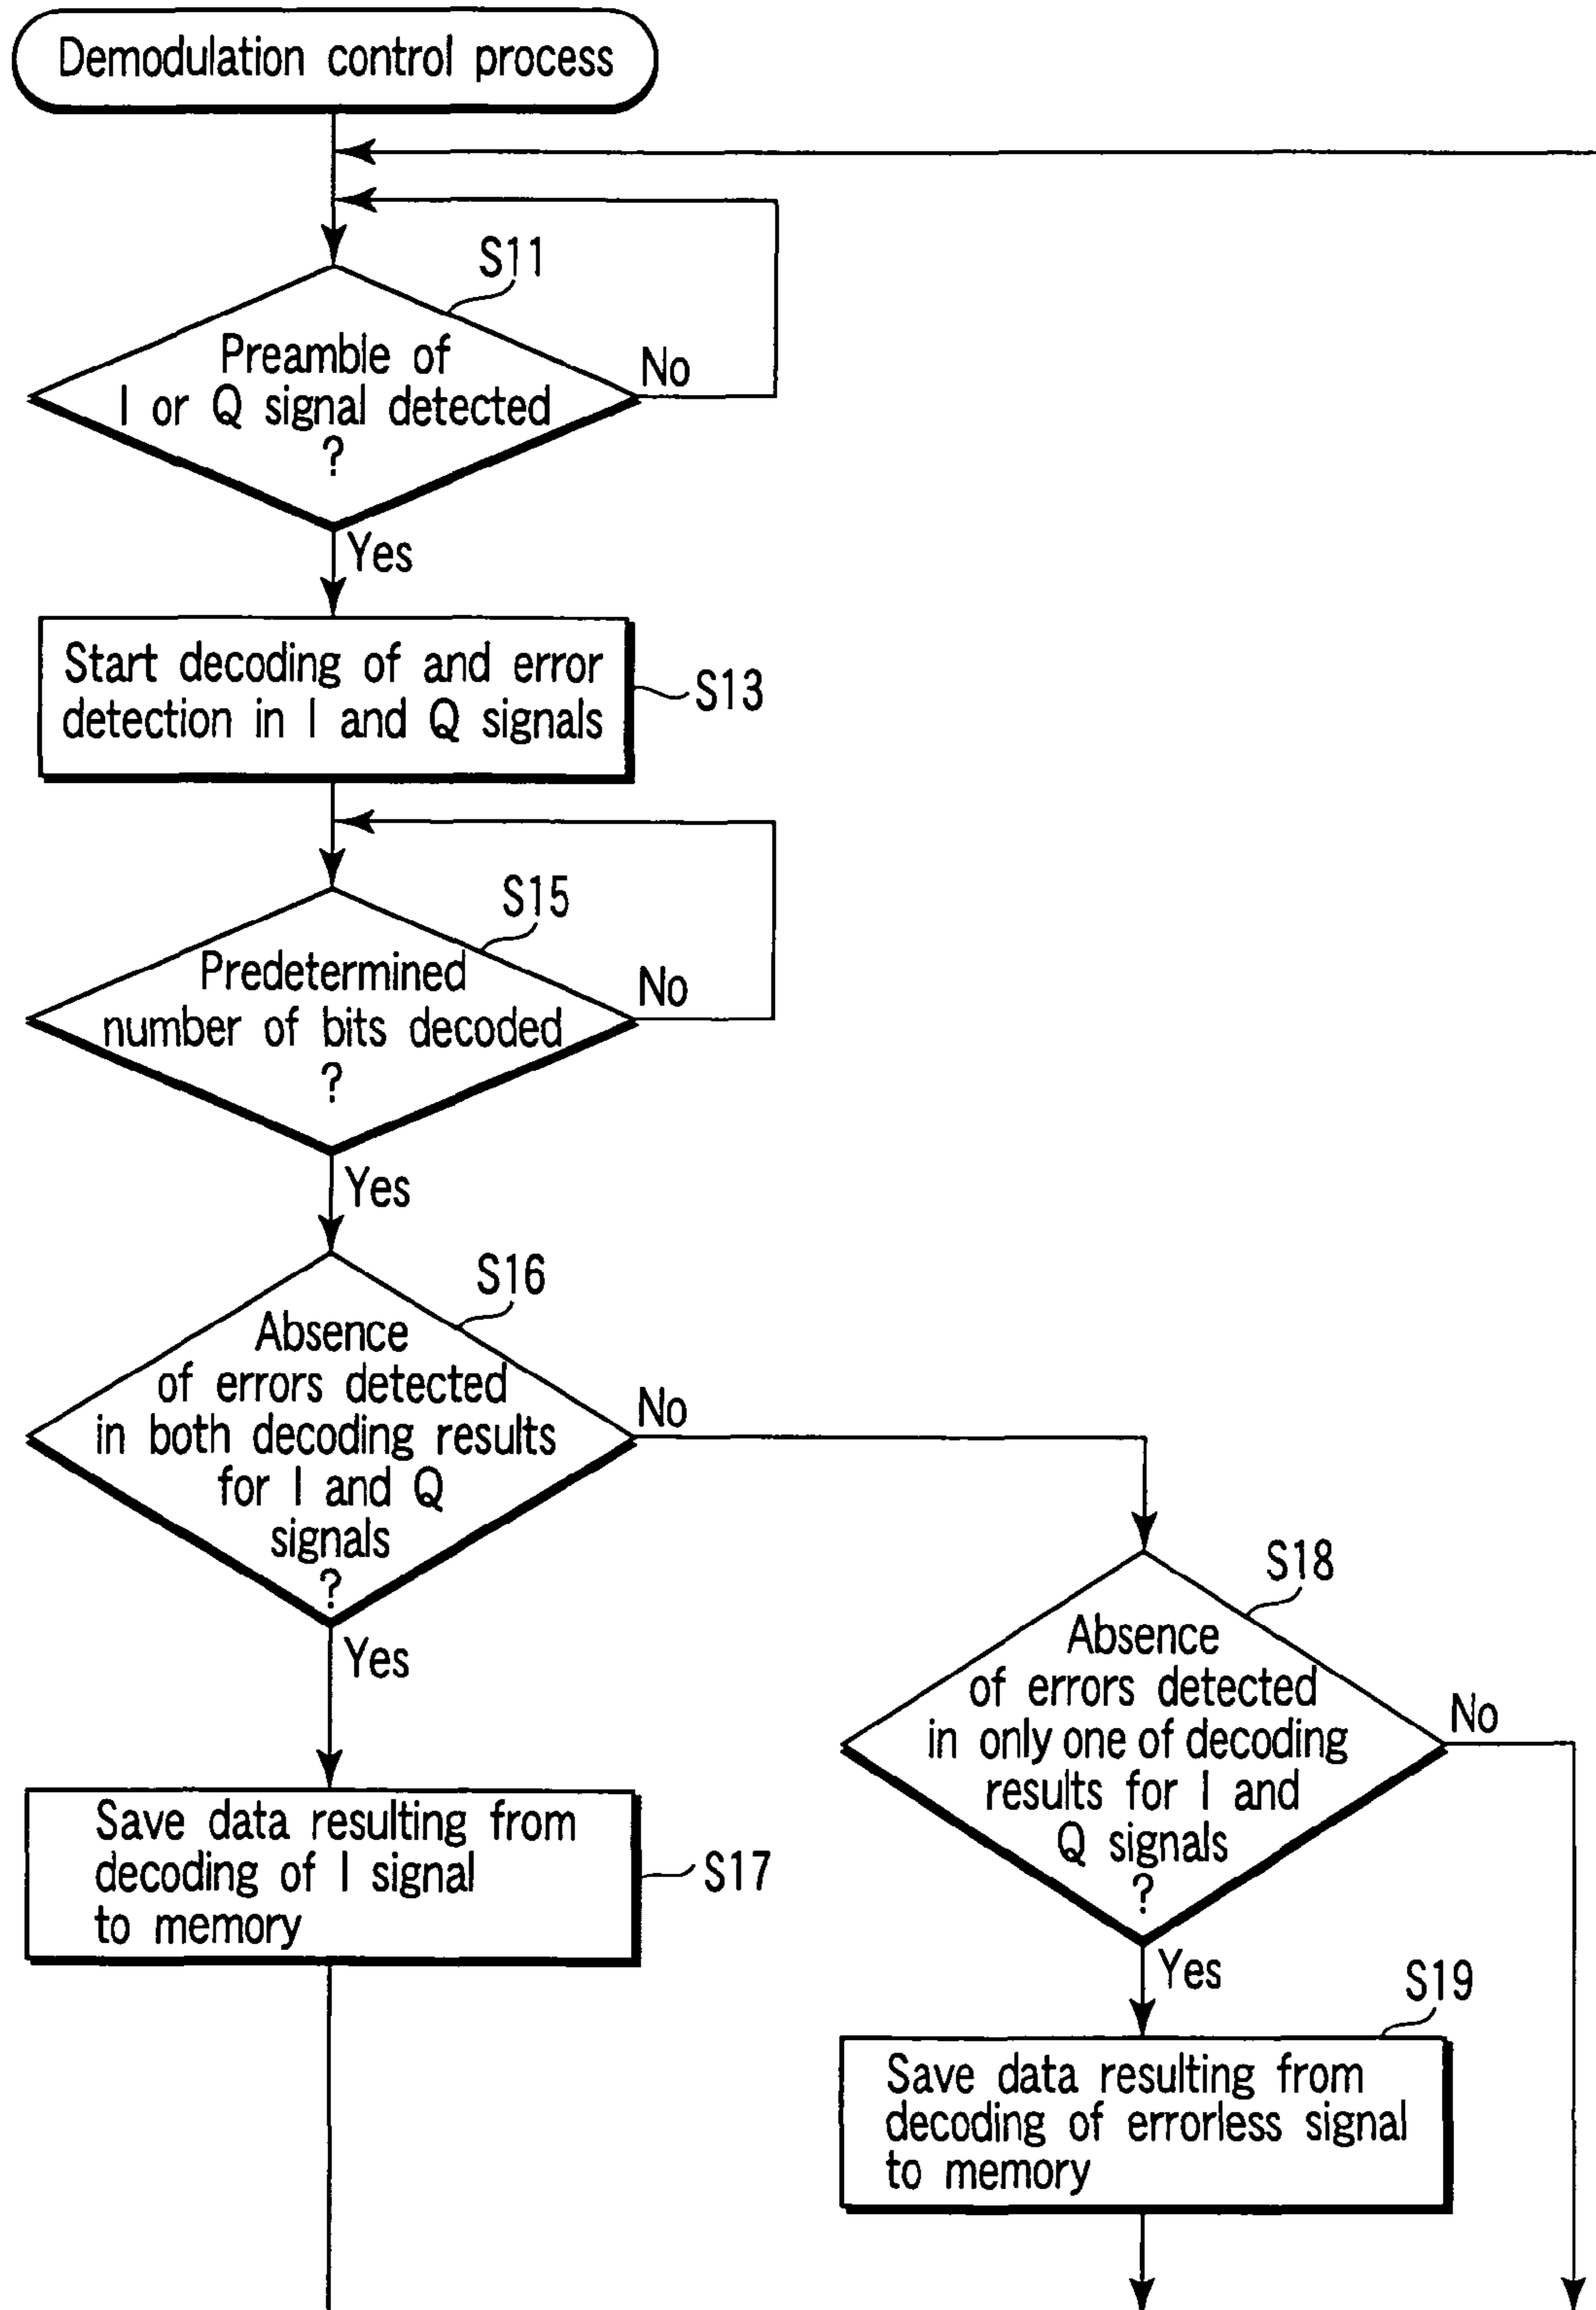 Demodulation control process
S11
Preamble of
I or Q signal detected
?
No
Yes
Start decoding of and error
detection in I and Q signals
S13
S15
Predetermined
number of bits decoded
?
No
Yes
S16
Absence
of errors detected
in both decoding results
for I and Q
signals
?
No
Yes
S18
Absence
of errors detected
in only one of decoding
results for I and
Q signals
?
No
Yes
Save data resulting from
decoding of I signal
to memory
S17
S19
Save data resulting from
decoding of errorless signal
to memory